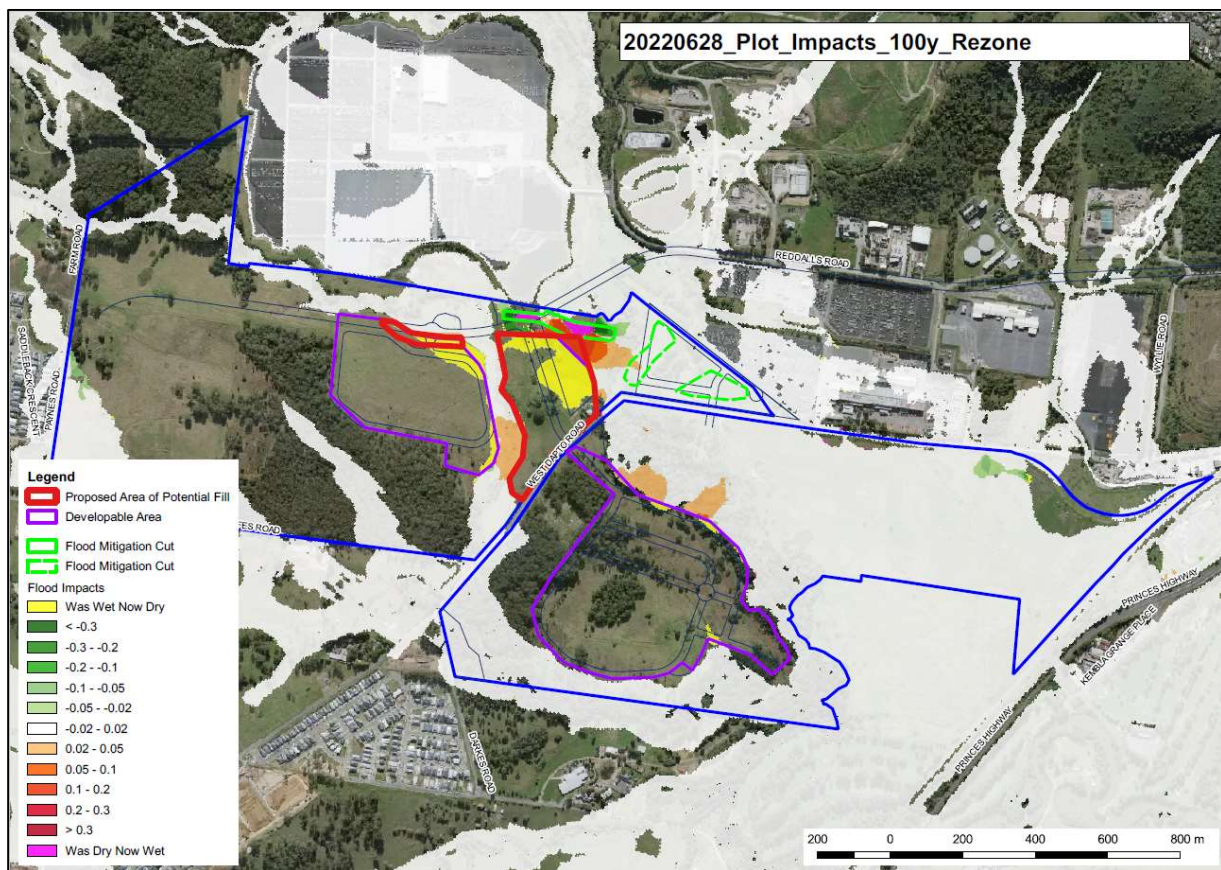 20220628_Plot_Impacts_100y_Rezone
REDDALLS ROAD
FARM ROAD
SADDLEBACK CRESCENT
PAYNES ROAD
WYLLIE ROAD
WEST DAPTO ROAD
ES ROAD
DARKES ROAD
PRINCES HIGHWAY
KEMBLA GRANGE PLACE
PRINCES HIGHWAY
Legend
Proposed Area of Potential Fill
Developable Area
Flood Mitigation Cut
Flood Mitigation Cut
Flood Impacts
Was Wet Now Dry
< -0.3
-0.3 - -0.2
-0.2 - -0.1
-0.1 - -0.05
-0.05 - -0.02
-0.02 - 0.02
0.02 - 0.05
0.05 - 0.1
0.1 - 0.2
0.2 - 0.3
> 0.3
Was Dry Now Wet
200 0 200 400 600 800 m